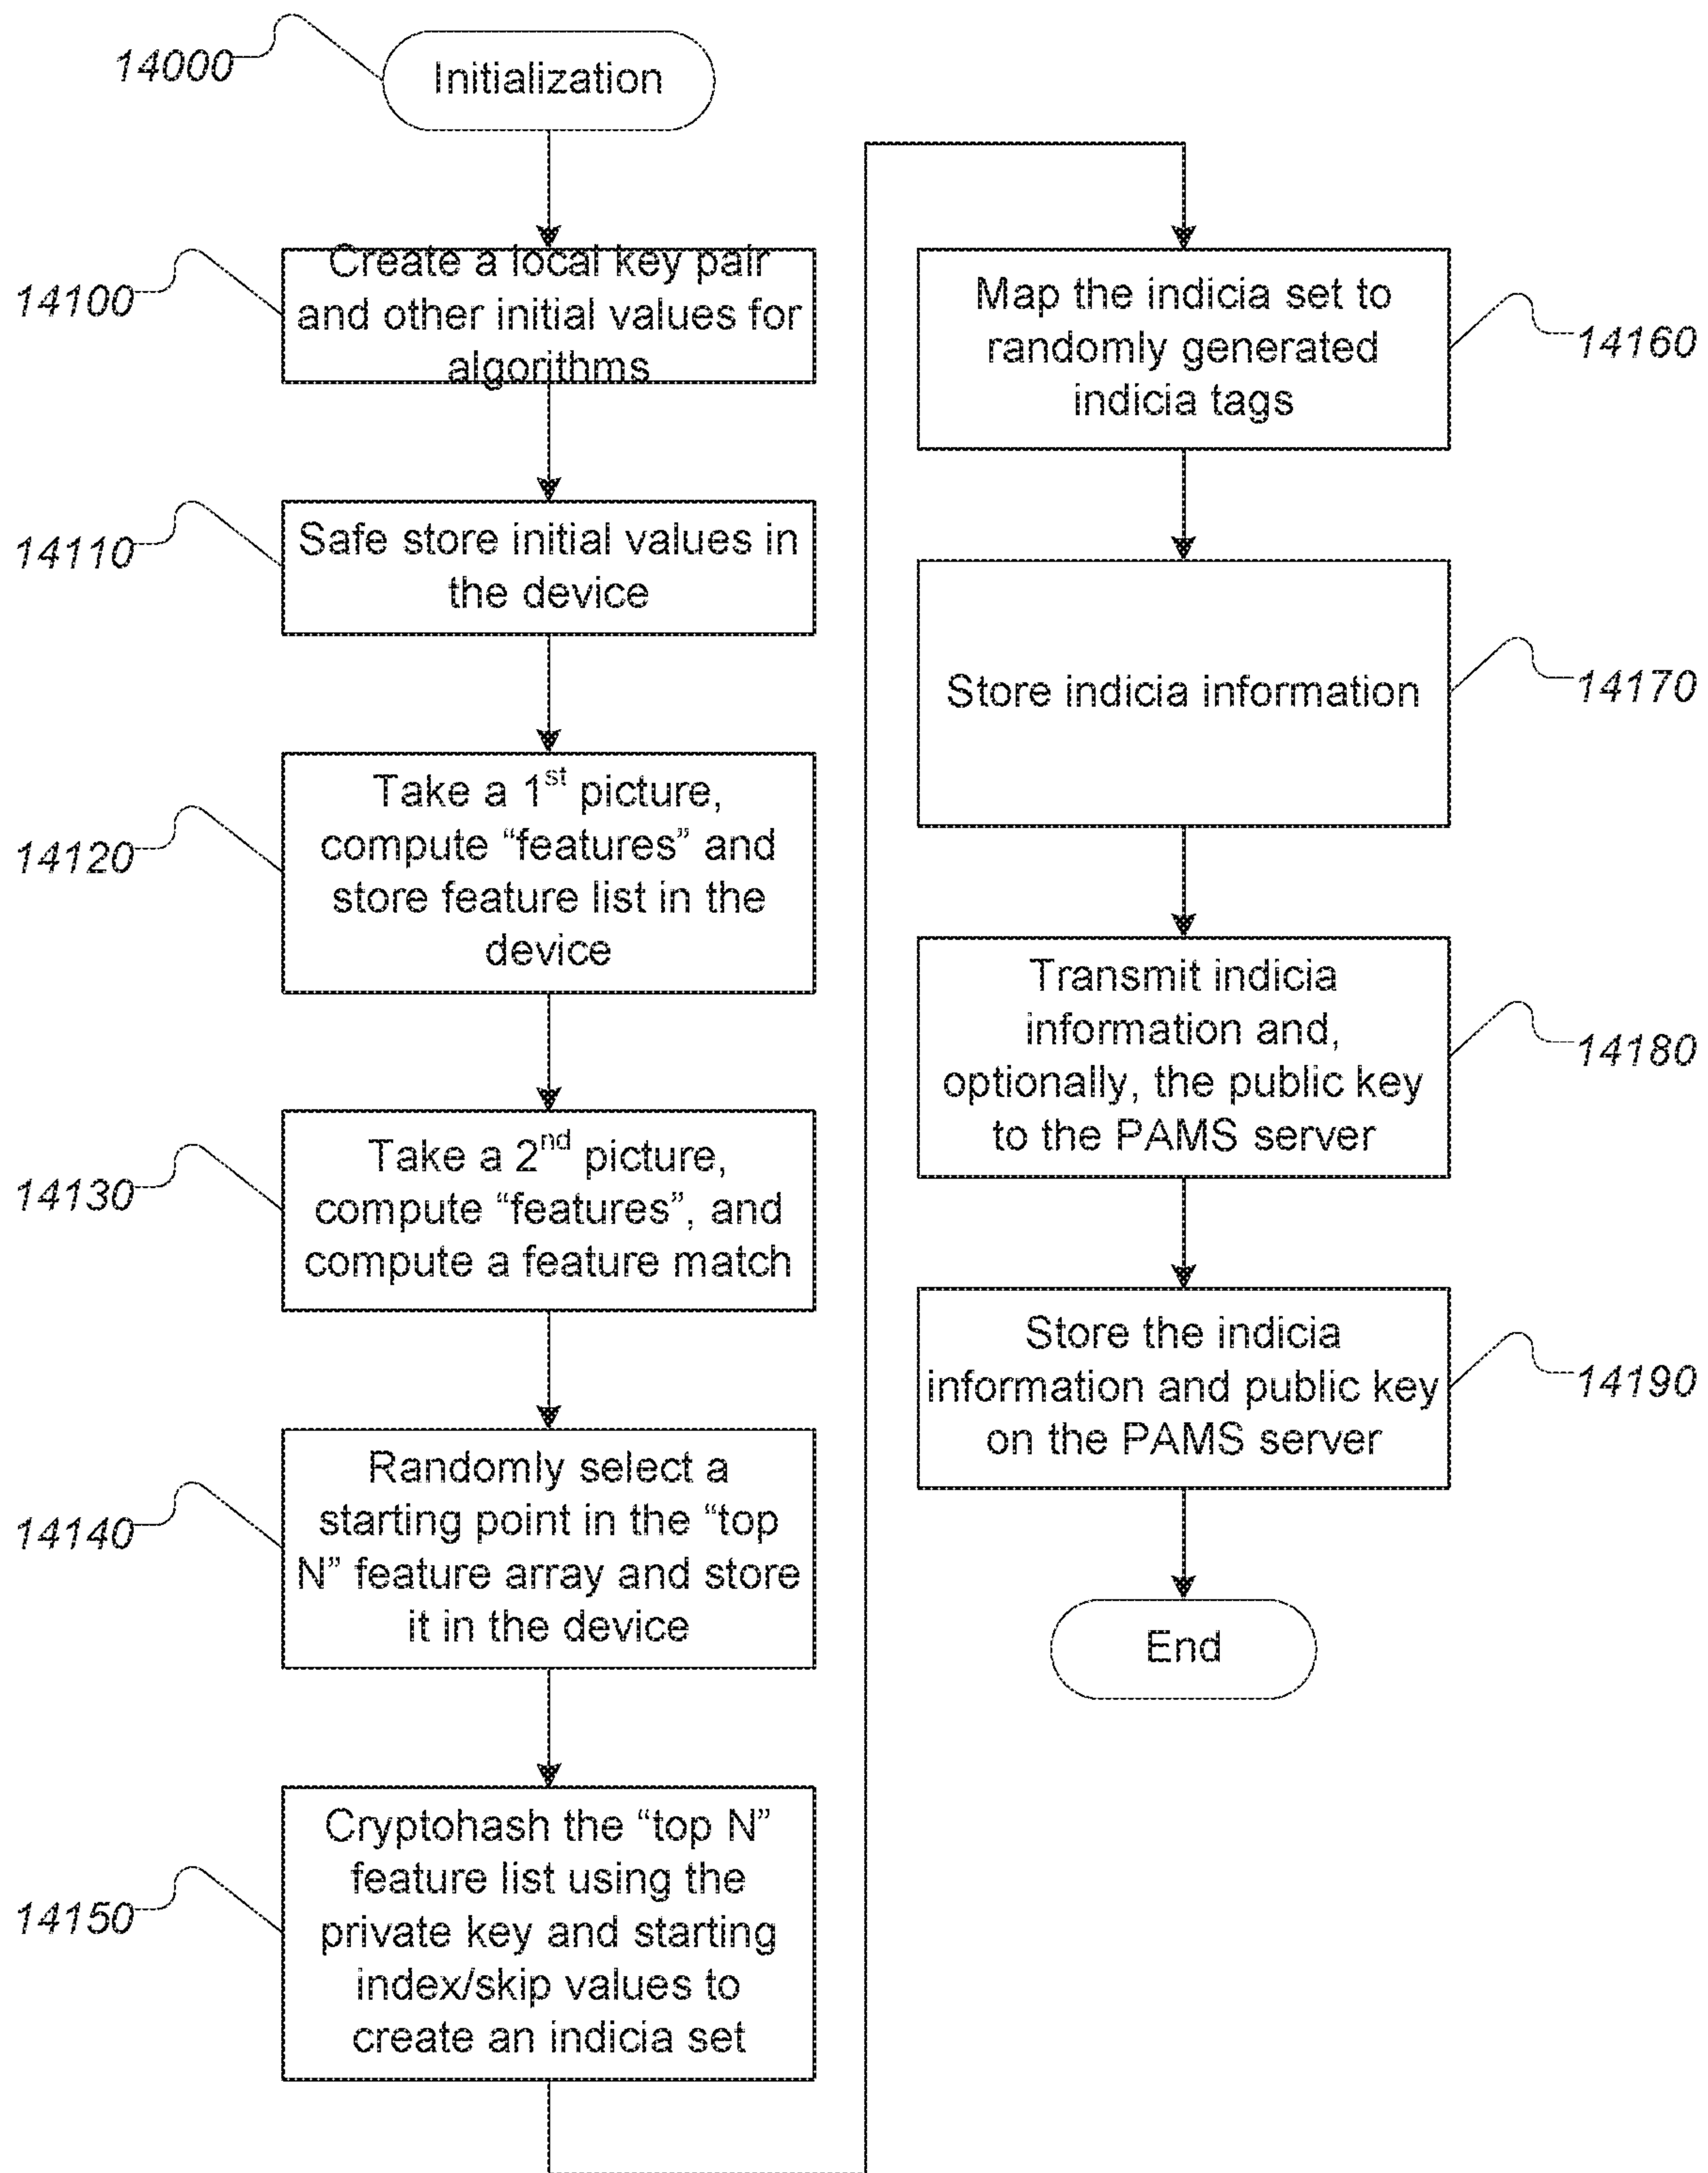 14000
Initialization
14100
Create a local key pair
and other initial values for
algorithms
14110
Safe store initial values in
the device
14120
Take a 1st picture,
compute “features” and
store feature list in the
device
14130
Take a 2nd picture,
compute “features”, and
compute a feature match
14140
Randomly select a
starting point in the “top
N” feature array and store
it in the device
14150
Cryptohash the “top N”
feature list using the
private key and starting
index/skip values to
create an indicia set
Map the indicia set to
randomly generated
indicia tags
14160
Store indicia information
14170
Transmit indicia
information and,
optionally, the public key
to the PAMS server
14180
Store the indicia
information and public key
on the PAMS server
14190
End